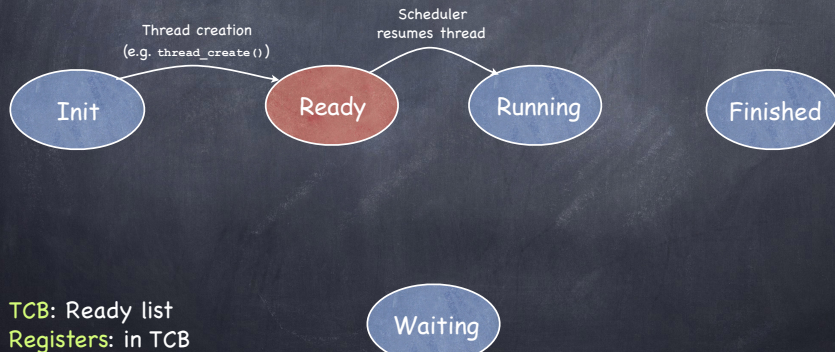 Thread creation
(e.g. thread_create())
Scheduler
resumes thread
Init
Ready
Running
Finished
Waiting
TCB: Ready list
Registers: in TCB